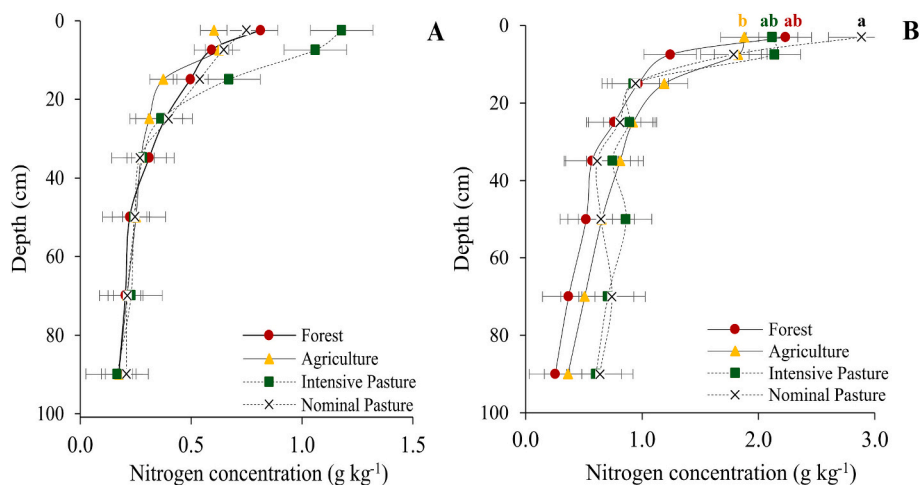 A
0
20
40
60
80
100
Depth (cm)
0.0 0.5 1.0 1.5
Nitrogen concentration (g kg-1)
Forest
Agriculture
Intensive Pasture
Nominal Pasture
b ab ab a
B
0
20
40
60
80
100
Depth (cm)
0.0 1.0 2.0 3.0
Nitrogen concentration (g kg-1)
Forest
Agriculture
Intensive Pasture
Nominal Pasture